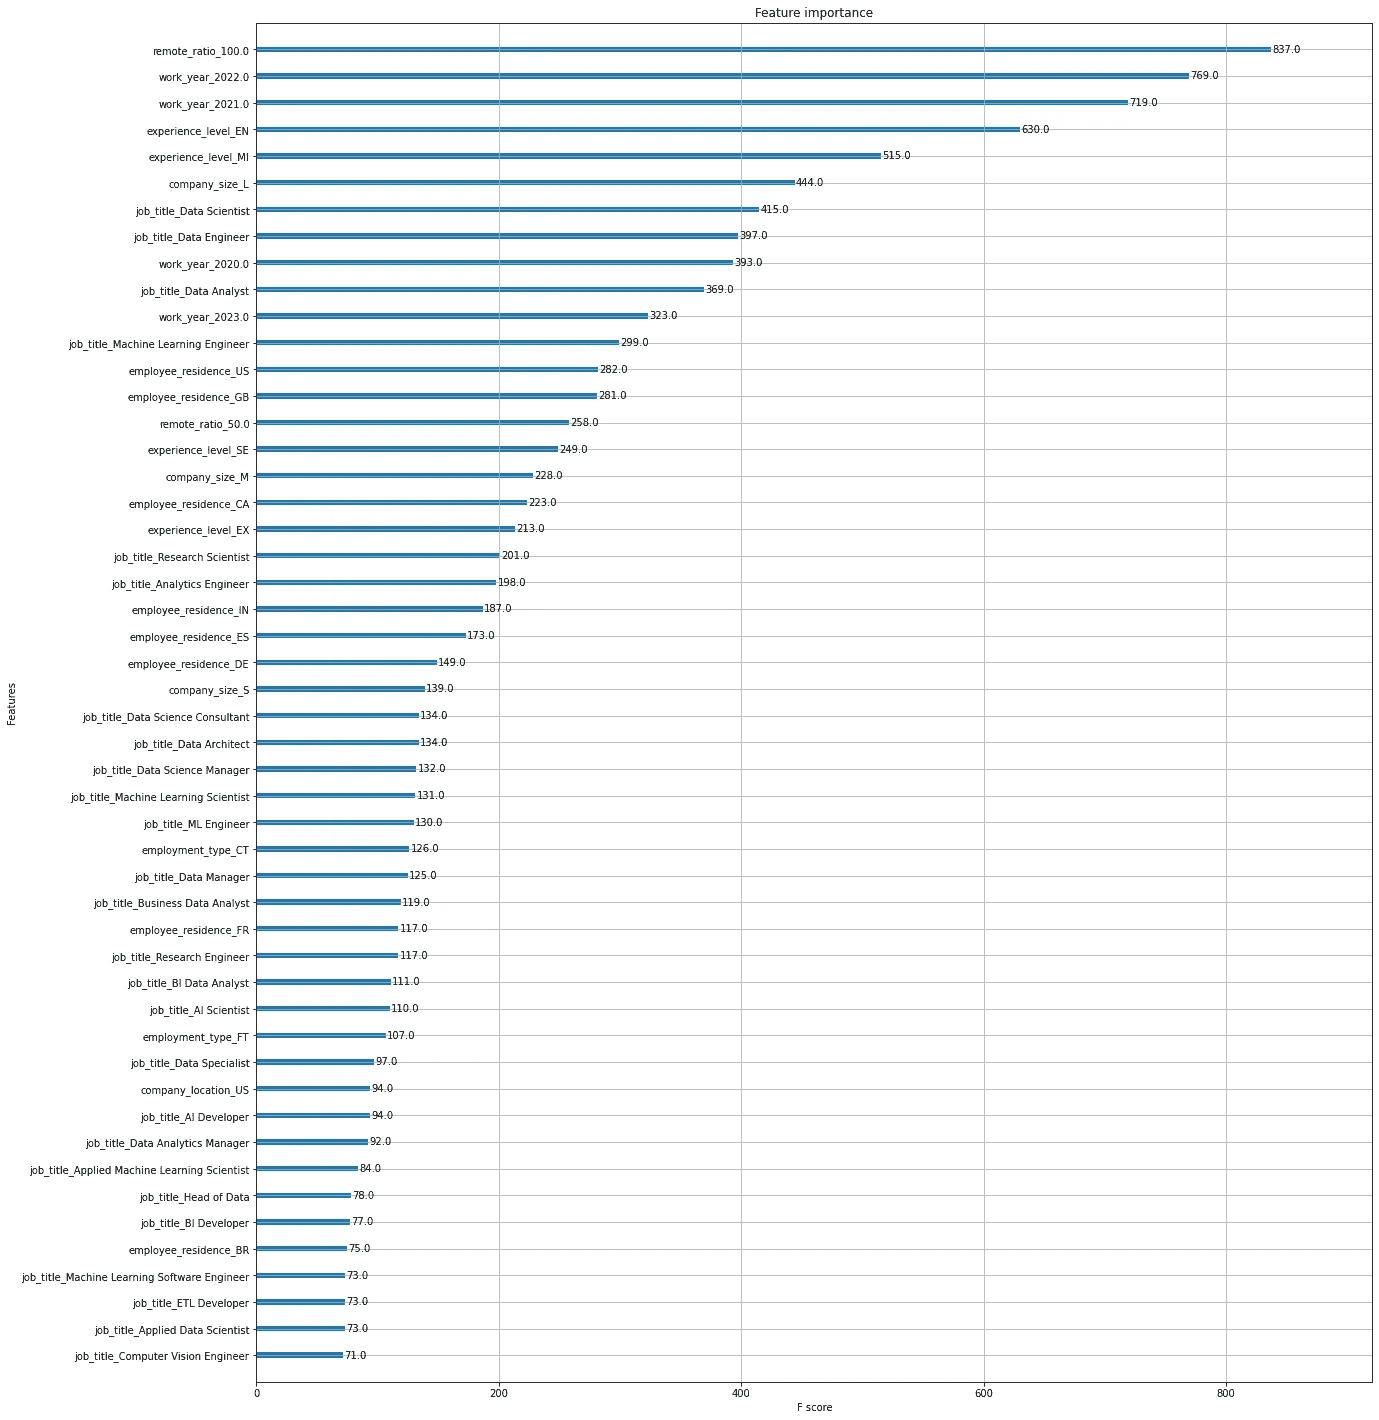 Feature importance
remote_ratio_100.0 837.0
work_year_2022.0 769.0
work_year_2021.0 719.0
experience_level_EN 630.0
experience_level_MI 515.0
company_size_L 444.0
job_title_Data Scientist 415.0
job_title_Data Engineer 397.0
work_year_2020.0 393.0
job_title_Data Analyst 369.0
work_year_2023.0 323.0
job_title_Machine Learning Engineer 299.0
employee_residence_US 282.0
employee_residence_GB 281.0
remote_ratio_50.0 258.0
experience_level_SE 249.0
company_size_M 228.0
employee_residence_CA 223.0
experience_level_EX 213.0
job_title_Research Scientist 201.0
job_title_Analytics Engineer 198.0
employee_residence_IN 187.0
employee_residence_ES 173.0
employee_residence_DE 149.0
company_size_S 139.0
Features
job_title_Data Science Consultant 134.0
job_title_Data Architect 134.0
job_title_Data Science Manager 132.0
job_title_Machine Learning Scientist 131.0
job_title_ML Engineer 130.0
employment_type_CT 126.0
job_title_Data Manager 125.0
job_title_Business Data Analyst 119.0
employee_residence_FR 117.0
job_title_Research Engineer 117.0
job_title_BI Data Analyst 111.0
job_title_AI Scientist 110.0
employment_type_FT 107.0
job_title_Data Specialist 97.0
company_location_US 94.0
job_title_AI Developer 94.0
job_title_Data Analytics Manager 92.0
job_title_Applied Machine Learning Scientist 84.0
job_title_Head of Data 78.0
job_title_BI Developer 77.0
employee_residence_BR 75.0
job_title_Machine Learning Software Engineer 73.0
job_title_ETL Developer 73.0
job_title_Applied Data Scientist 73.0
job_title_Computer Vision Engineer 71.0
0 200 400 600 800
F score